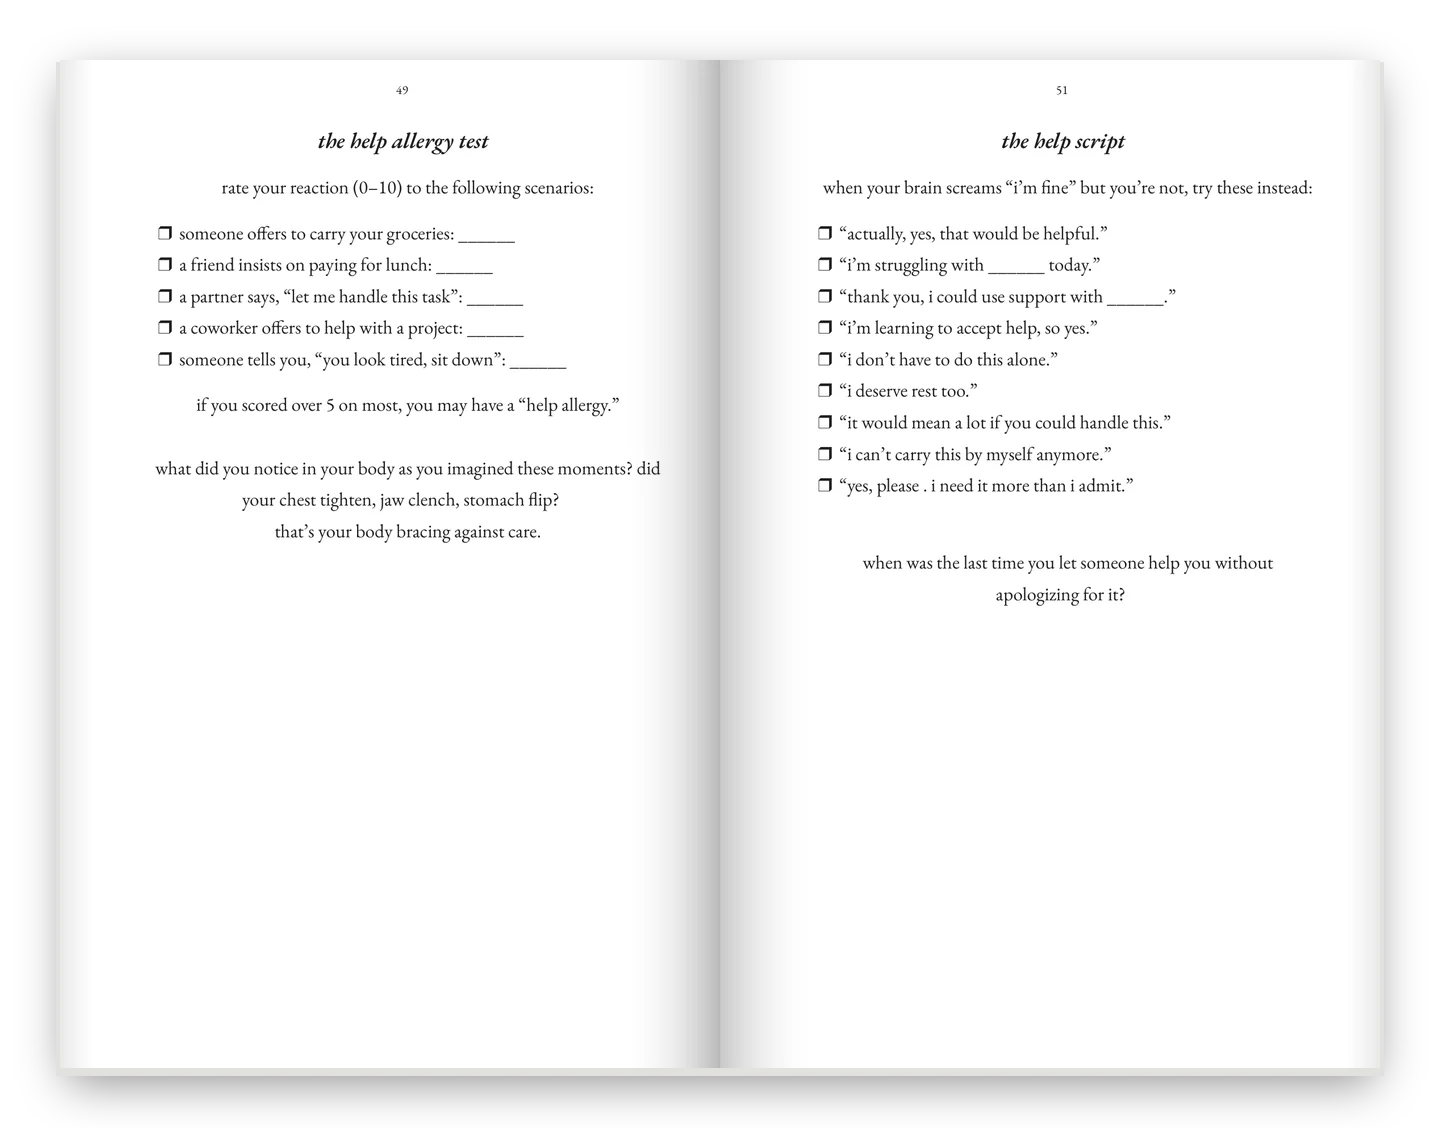 49
the help allergy test
rate your reaction (0–10) to the following scenarios:
❐ someone offers to carry your groceries: ______
❐ a friend insists on paying for lunch: ______
❐ a partner says, “let me handle this task”: ______
❐ a coworker offers to help with a project: ______
❐ someone tells you, “you look tired, sit down”: ______
if you scored over 5 on most, you may have a “help allergy.”
what did you notice in your body as you imagined these moments? did
your chest tighten, jaw clench, stomach flip?
that’s your body bracing against care.
51
the help script
when your brain screams “i’m fine” but you’re not, try these instead:
❐ “actually, yes, that would be helpful.”
❐ “i’m struggling with ______ today.”
❐ “thank you, i could use support with ______.”
❐ “i’m learning to accept help, so yes.”
❐ “i don’t have to do this alone.”
❐ “i deserve rest too.”
❐ “it would mean a lot if you could handle this.”
❐ “i can’t carry this by myself anymore.”
❐ “yes, please . i need it more than i admit.”
when was the last time you let someone help you without
apologizing for it?